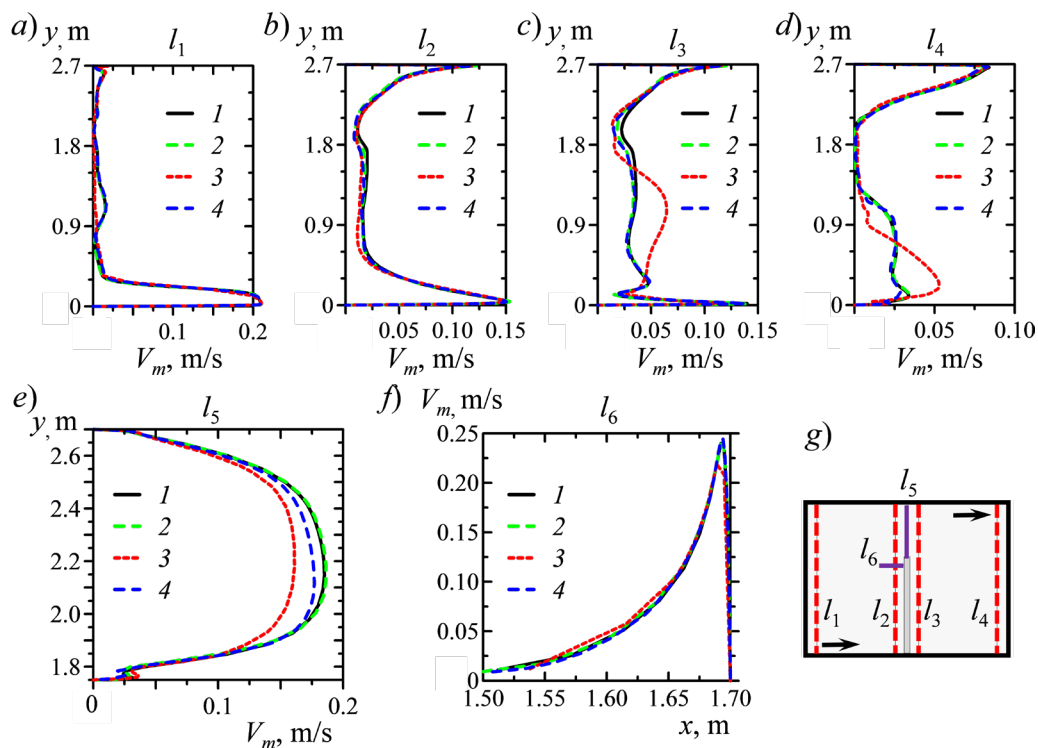 a) y, m l₁
2.7
1.8
0.9
0
1
2
3
4
0.1 0.2
Vₘ, m/s
b) l₂
2.7
1.8
0.9
0
1
2
3
4
0.05 0.10 0.15
Vₘ, m/s
c) y, m l₃
2.7
1.8
0.9
0
1
2
3
4
0.05 0.10 0.15
Vₘ, m/s
d) y, m l₄
2.7
1.8
0.9
0
1
2
3
4
0.05 0.10
Vₘ, m/s
e) y, m l₅
2.6
2.4
2.2
2.0
1.8
1
2
3
4
0 0.1 0.2
Vₘ, m/s
f) Vₘ, m/s l₆
0.25
0.20
0.15
0.10
0.05
0
1
2
3
4
1.50 1.55 1.60 1.65 1.70
x, m
g)
l₅
l₆
l₁ l₂ l₃ l₄